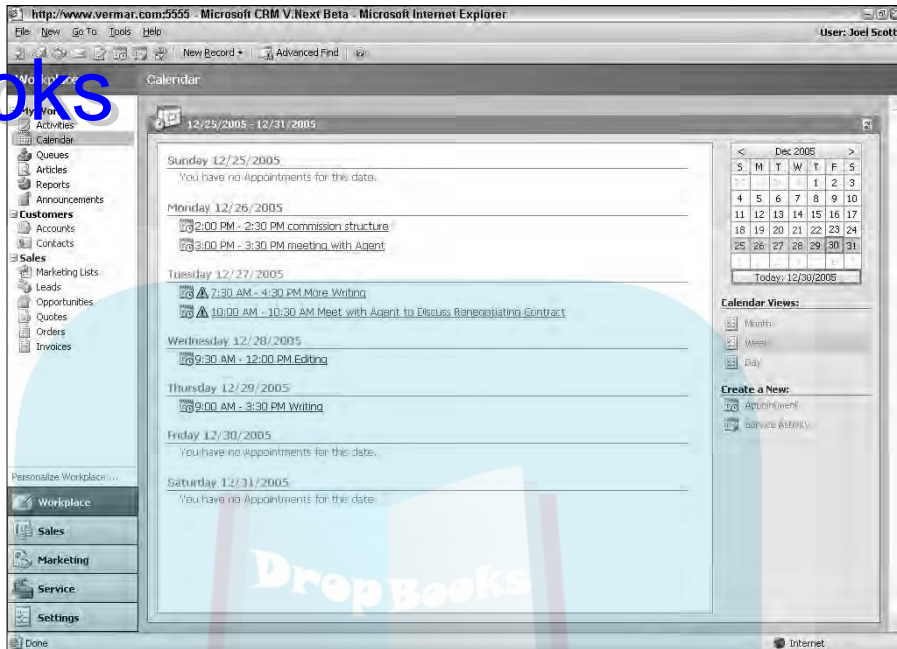 http://www.vermar.com:5555 - Microsoft CRM V.Next Beta - Microsoft Internet Explorer
File New Go To Tools Help
User: Joel Scott
New Record Advanced Find
Workplace
Calendar
oks
My Work
Activities
Calendar
Queues
Articles
Reports
Announcements
Customers
Accounts
Contacts
Sales
Marketing Lists
Leads
Opportunities
Quotes
Orders
Invoices
Personalize Workplace ...
Workplace
Sales
Marketing
Service
Settings
12/25/2005 - 12/31/2005
Sunday 12/25/2005
You have no Appointments for this date.
Monday 12/26/2005
2:00 PM - 2:30 PM commission structure
3:00 PM - 3:30 PM meeting with Agent
Tuesday 12/27/2005
7:30 AM - 4:30 PM More Writing
10:00 AM - 10:30 AM Meet with Agent to Discuss Renegotiating Contract
Wednesday 12/28/2005
9:30 AM - 12:00 PM Editing
Thursday 12/29/2005
9:00 AM - 3:30 PM Writing
Friday 12/30/2005
You have no Appointments for this date.
Saturday 12/31/2005
You have no Appointments for this date.
DropBooks
< Dec 2005 >
S M T W T F S
1 2 3
4 5 6 7 8 9 10
11 12 13 14 15 16 17
18 19 20 21 22 23 24
25 26 27 28 29 30 31
Today: 12/30/2005
Calendar Views:
Month
Week
Day
Create a New:
Appointment
Service Activity
Done
Internet